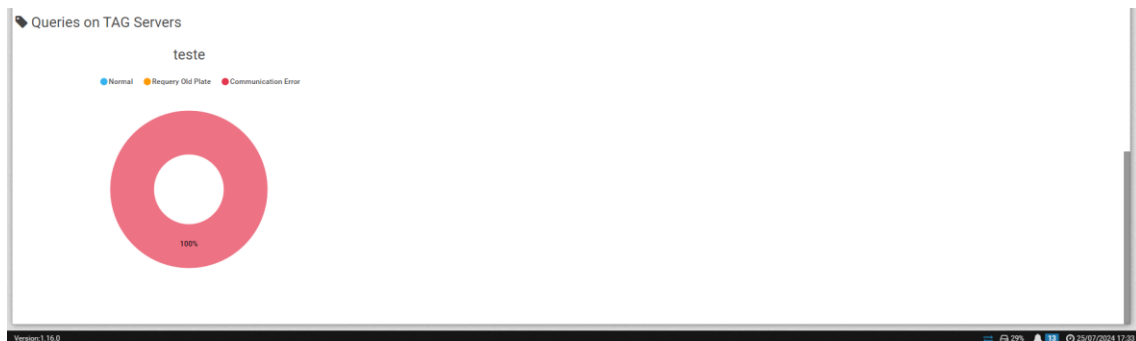 Queries on TAG Servers
teste
Normal Requery Old Plate Communication Error
100%
Version:1.16.0 29% 13 25/07/2024 17:33